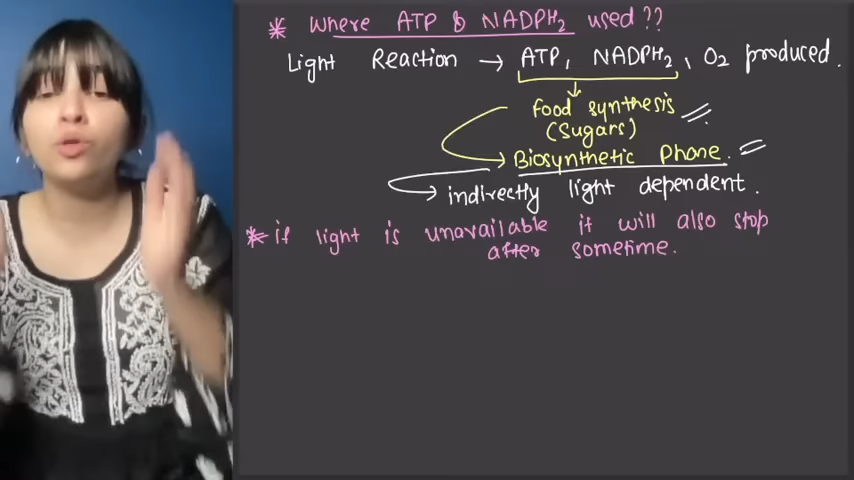 * Where ATP & NADPH₂ used ??
Light Reaction → ATP, NADPH₂, O₂ produced.
Food synthesis
(Sugars)
Biosynthetic Phone.
indirectly light dependent.
* if light is unavailable it will also stop
after sometime.